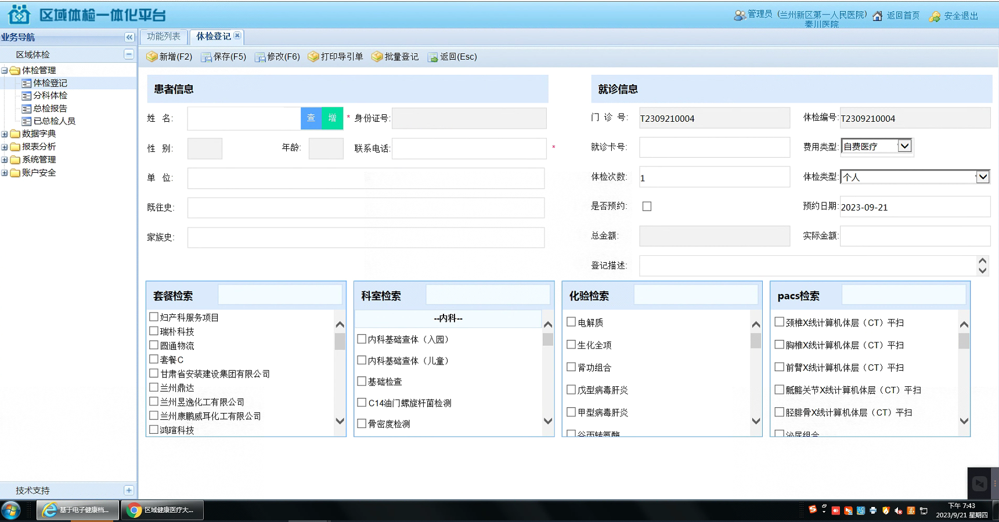 区域体检一体化平台
管理员 (兰州新区第一人民医院) 秦川医院
返回首页
安全退出
业务导航
功能列表
体检登记
区域体检
新增(F2)
保存(F5)
修改(F6)
打印导引单
批量登记
返回(Esc)
体检管理
体检登记
分科体检
总检报告
已总检人员
数据字典
报表分析
系统管理
账户安全
患者信息
姓 名:
查
增
* 身份证号:
性 别:
年龄:
联系电话:
*
单 位:
既往史:
家族史:
就诊信息
门 诊 号: T2309210004
体检编号: T2309210004
就诊卡号:
费用类型: 自费医疗
体检次数: 1
体检类型: 个人
是否预约:
预约日期: 2023-09-21
总金额:
实际金额:
登记描述:
套餐检索
妇产科服务项目
瑞朴科技
圆通物流
套餐C
甘肃省安装建设集团有限公司
兰州鼎达
兰州昱逸化工有限公司
兰州康鹏威耳化工有限公司
鸿瑄科技
科室检索
--内科--
内科基础查体（入园）
内科基础查体（儿童）
基础检查
C14油门螺旋杆菌检测
骨密度检测
化验检索
电解质
生化全项
肾功组合
戊型病毒肝炎
甲型病毒肝炎
谷丙转氨酶
pacs检索
颈椎X线计算机体层（CT）平扫
胸椎X线计算机体层（CT）平扫
前臂X线计算机体层（CT）平扫
骶髂关节X线计算机体层（CT）平扫
胫腓骨X线计算机体层（CT）平扫
泌尿组合
技术支持
基于电子健康档...
区域健康医疗大...
下午 7:43
2023/9/21 星期四